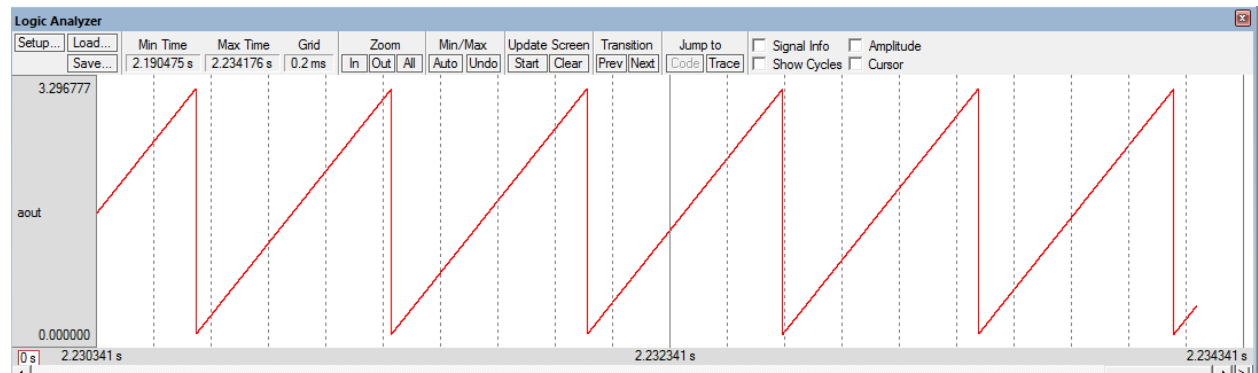 Logic Analyzer
Setup... Load... Min Time Max Time Grid Zoom Min/Max Update Screen Transition Jump to Signal Info Amplitude
Save... 2.190475 s 2.234176 s 0.2 ms In Out All Auto Undo Start Clear Prev Next Code Trace Show Cycles Cursor
3.296777
aout
0.000000
0 s 2.230341 s 2.232341 s 2.234341 s